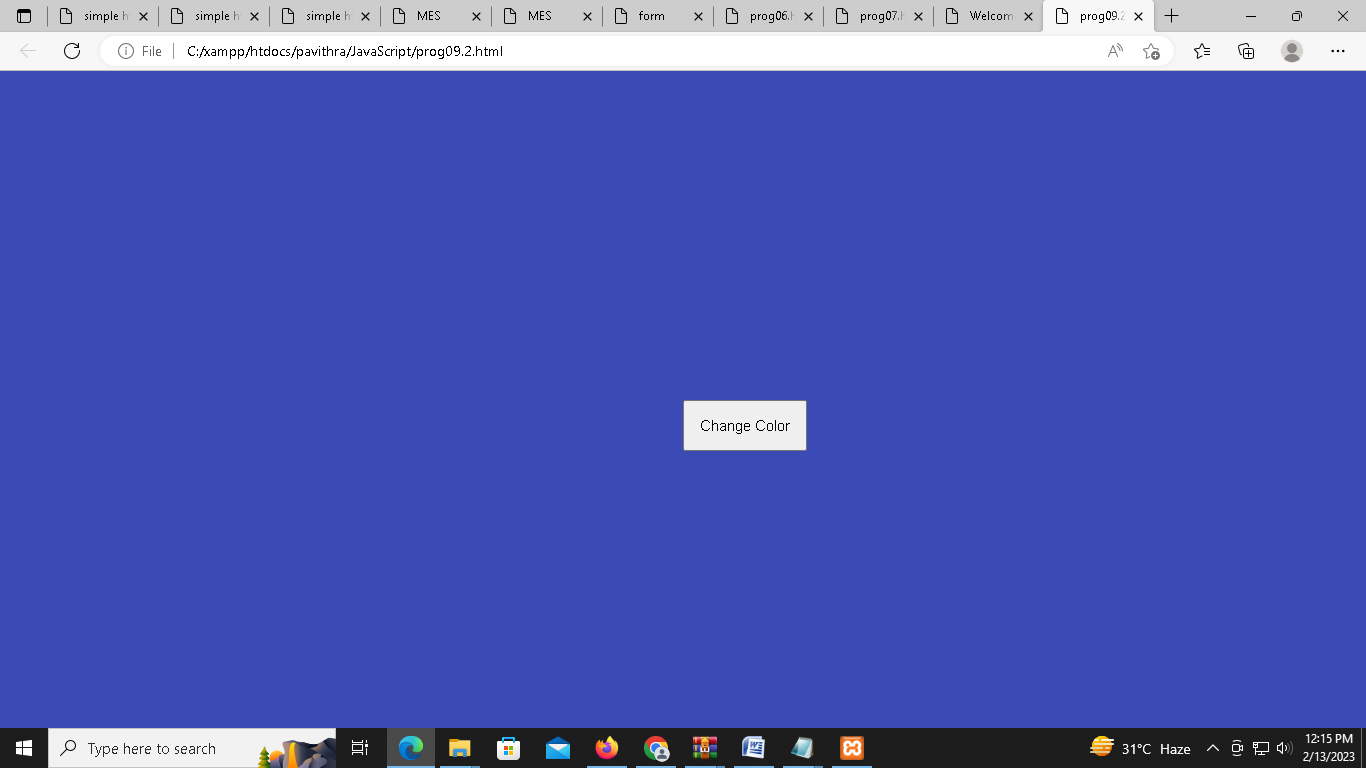 simple h
simple h
simple h
MES
MES
form
prog06.h
prog07.h
Welcom
prog09.2
File
C:/xampp/htdocs/pavithra/JavaScript/prog09.2.html
Change Color
Type here to search
31°C Haze
12:15 PM
2/13/2023